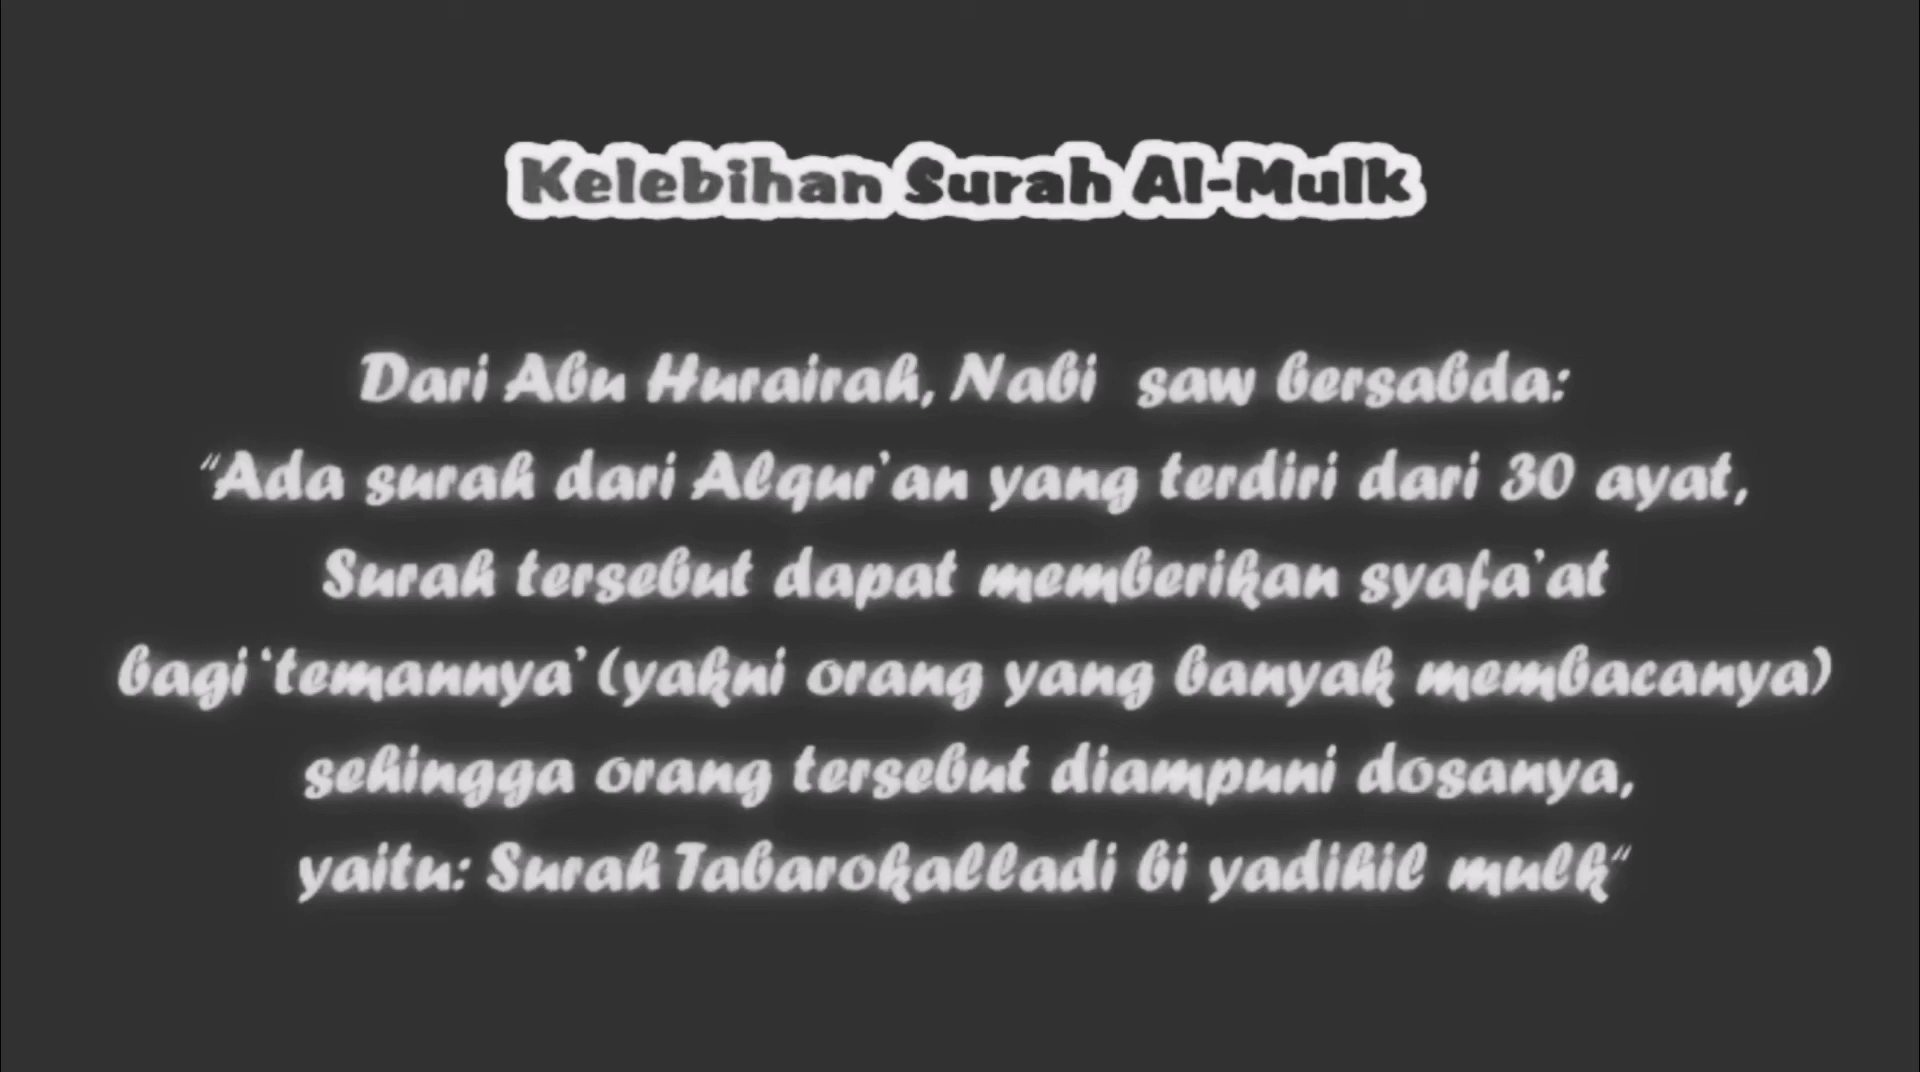 Kelebihan Surah Al-Mulk
Dari Abu Hurairah, Nabi saw bersabda:
"Ada surah dari Alqur'an yang terdiri dari 30 ayat,
Surah tersebut dapat memberikan syafa'at
bagi 'temannya' (yakni orang yang banyak membacanya)
sehingga orang tersebut diampuni dosanya,
yaitu: Surah Tabarokalladi bi yadihil mulk"